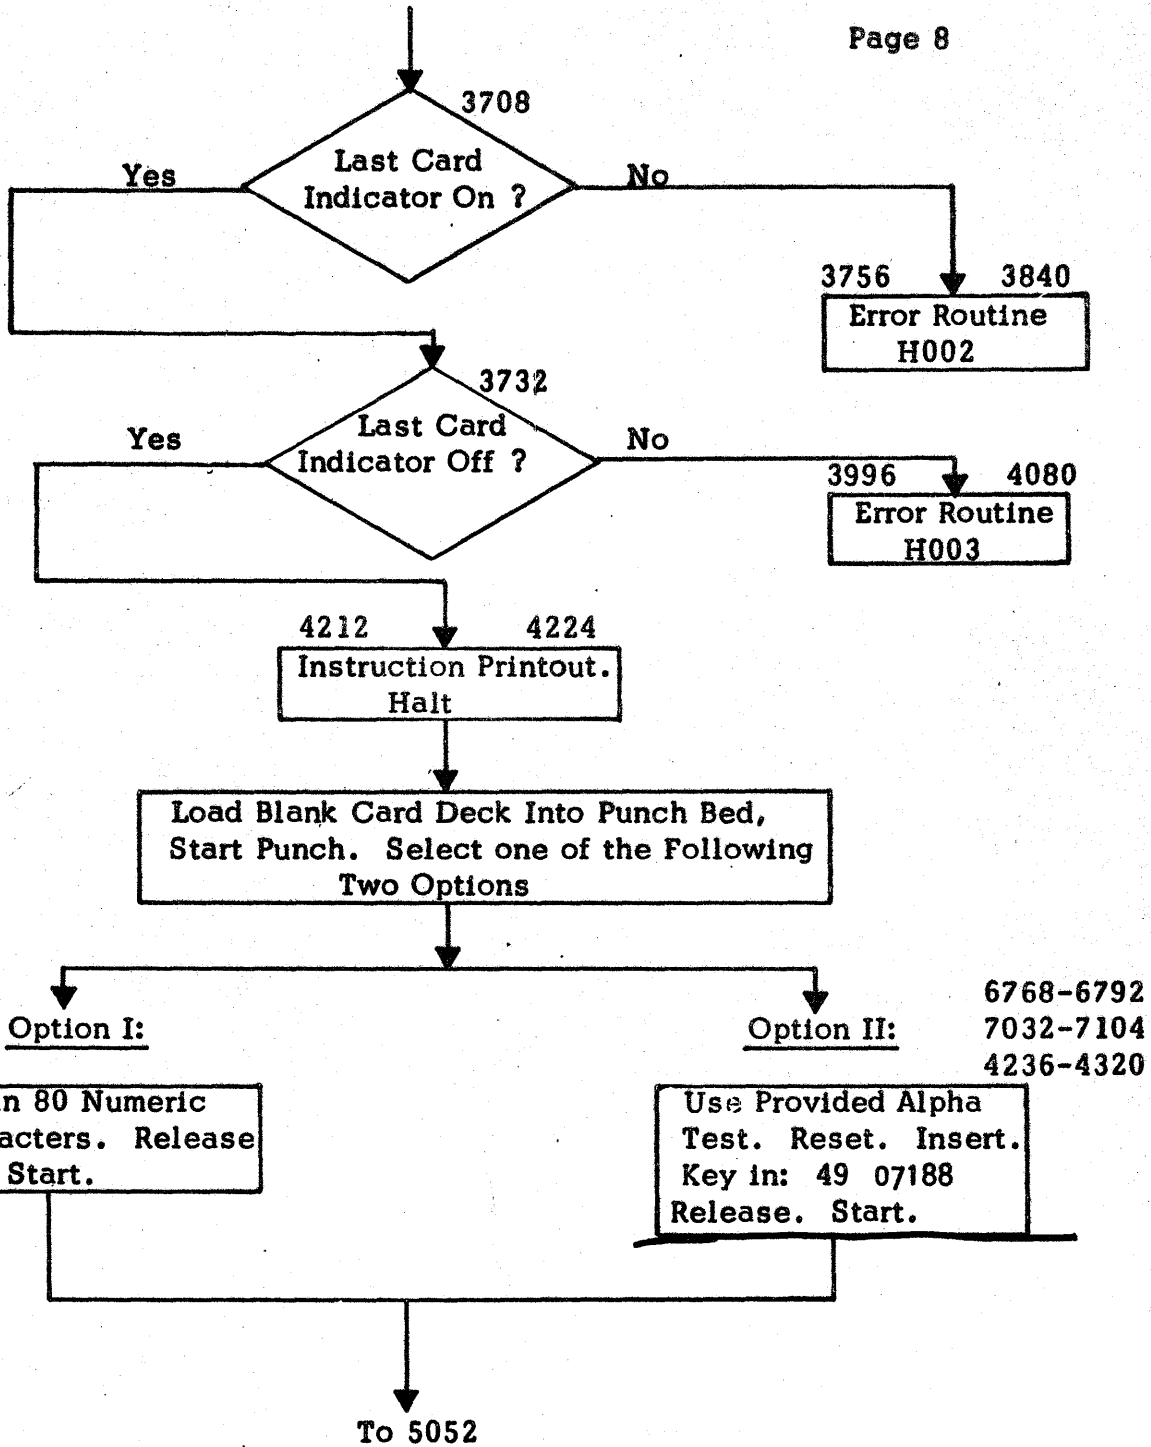 Page 8
3708
Last Card
Indicator On ?
Yes
No
3756 3840
Error Routine
H002
3732
Last Card
Indicator Off ?
Yes
No
3996 4080
Error Routine
H003
4212 4224
Instruction Printout.
Halt
Load Blank Card Deck Into Punch Bed,
Start Punch. Select one of the Following
Two Options
Option I:
n 80 Numeric
acters. Release
Start.
Option II:
6768-6792
7032-7104
4236-4320
Use Provided Alpha
Test. Reset. Insert.
Key in: 49 07188
Release. Start.
To 5052